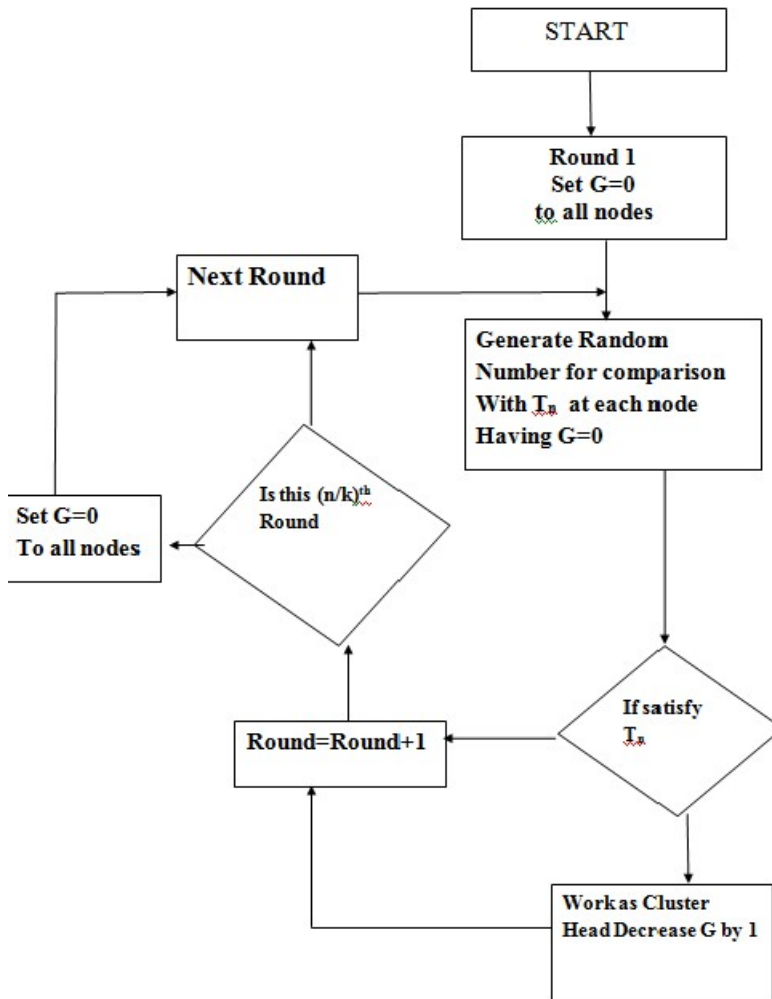 START
Round 1
Set G=0
to all nodes
Next Round
Generate Random
Number for comparison
With Tn at each node
Having G=0
Is this (n/k)th
Round
Set G=0
To all nodes
If satisfy
Tn
Round=Round+1
Work as Cluster
Head Decrease G by 1